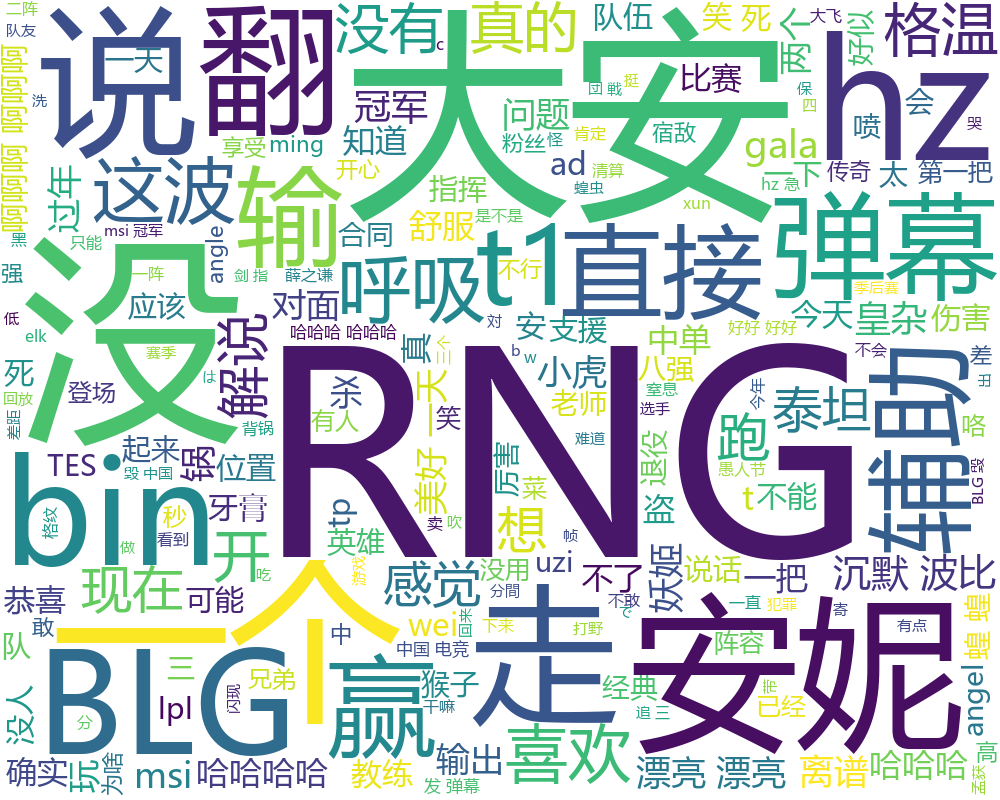 二阵
队友
说
一天
翻
没有
c
真的
大安
队伍
笑 死
两个
大飞
好似
格温
hz
啊啊啊 啊啊啊
洗
冠军
知道
享受
ming
开心
问题
粉丝
怪
団 戦
挺
肯定
比赛
宿敌
保
四
喷
会
哭
过年
这波
输
指挥
ad
清算
蝗虫
gala
一下
传奇
太
第一把
hz 急
xun
msi 冠军
angle
黑
只能
强
一阵
合同
舒服
是不是
t1
不行
直接
弹幕
季后赛
没
应该
剑 指
薛之谦
呼吸
対
安
支援
中单
今天
皇杂
伤害
低
elk
赛季
は
对面
解说
哈哈哈 哈哈哈
真
三个
b
w
小虎
八强
好好 好好
不会
差
出
死
回放
登场
杀
笑
有人
一天
美好
老师
窒息
选手
今年
泰坦
辅助
差距
背锅
RNG
难道
厉害
菜
退役
跑
愚人节
咯
TES
起来
锅
位置
毁 中国
bin
格纹
秒
看到
牙膏
tp
卖
吹
想
盗
t
不能
BLG 毁
做
开
吃
英雄
帧
没用
uzi
不了
妖姬
说话
一把
沉默
波比
恭喜
现在
可能
感觉
游戏
分間
不敢
一直
犯罪
寄
蝗 蝗
敢
一个
中
wei
回来
下来
走
打野
で
安妮
阵容
有点
队
三
中国 电竞
没人
BLG
lpl
闪现
兄弟
赢
猴子
干嘛
经典
追 三
已经
angel
分
确实
玩
为啥
msi
哈哈哈哈
教练
输出
发 弹幕
喜欢
漂亮 漂亮
离谱
哈哈哈
高
孟获